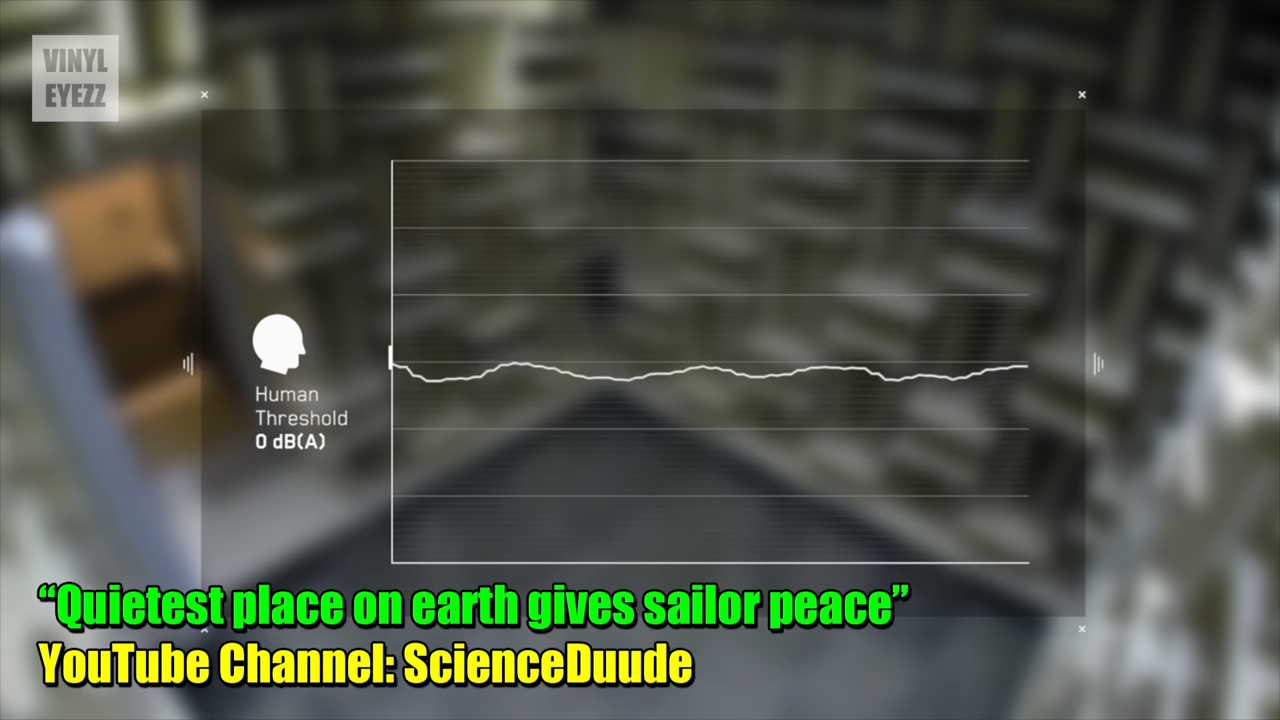 VINYL
EYEZZ
Human
Threshold
0 dB(A)
“Quietest place on earth gives sailor peace”
YouTube Channel: ScienceDuude